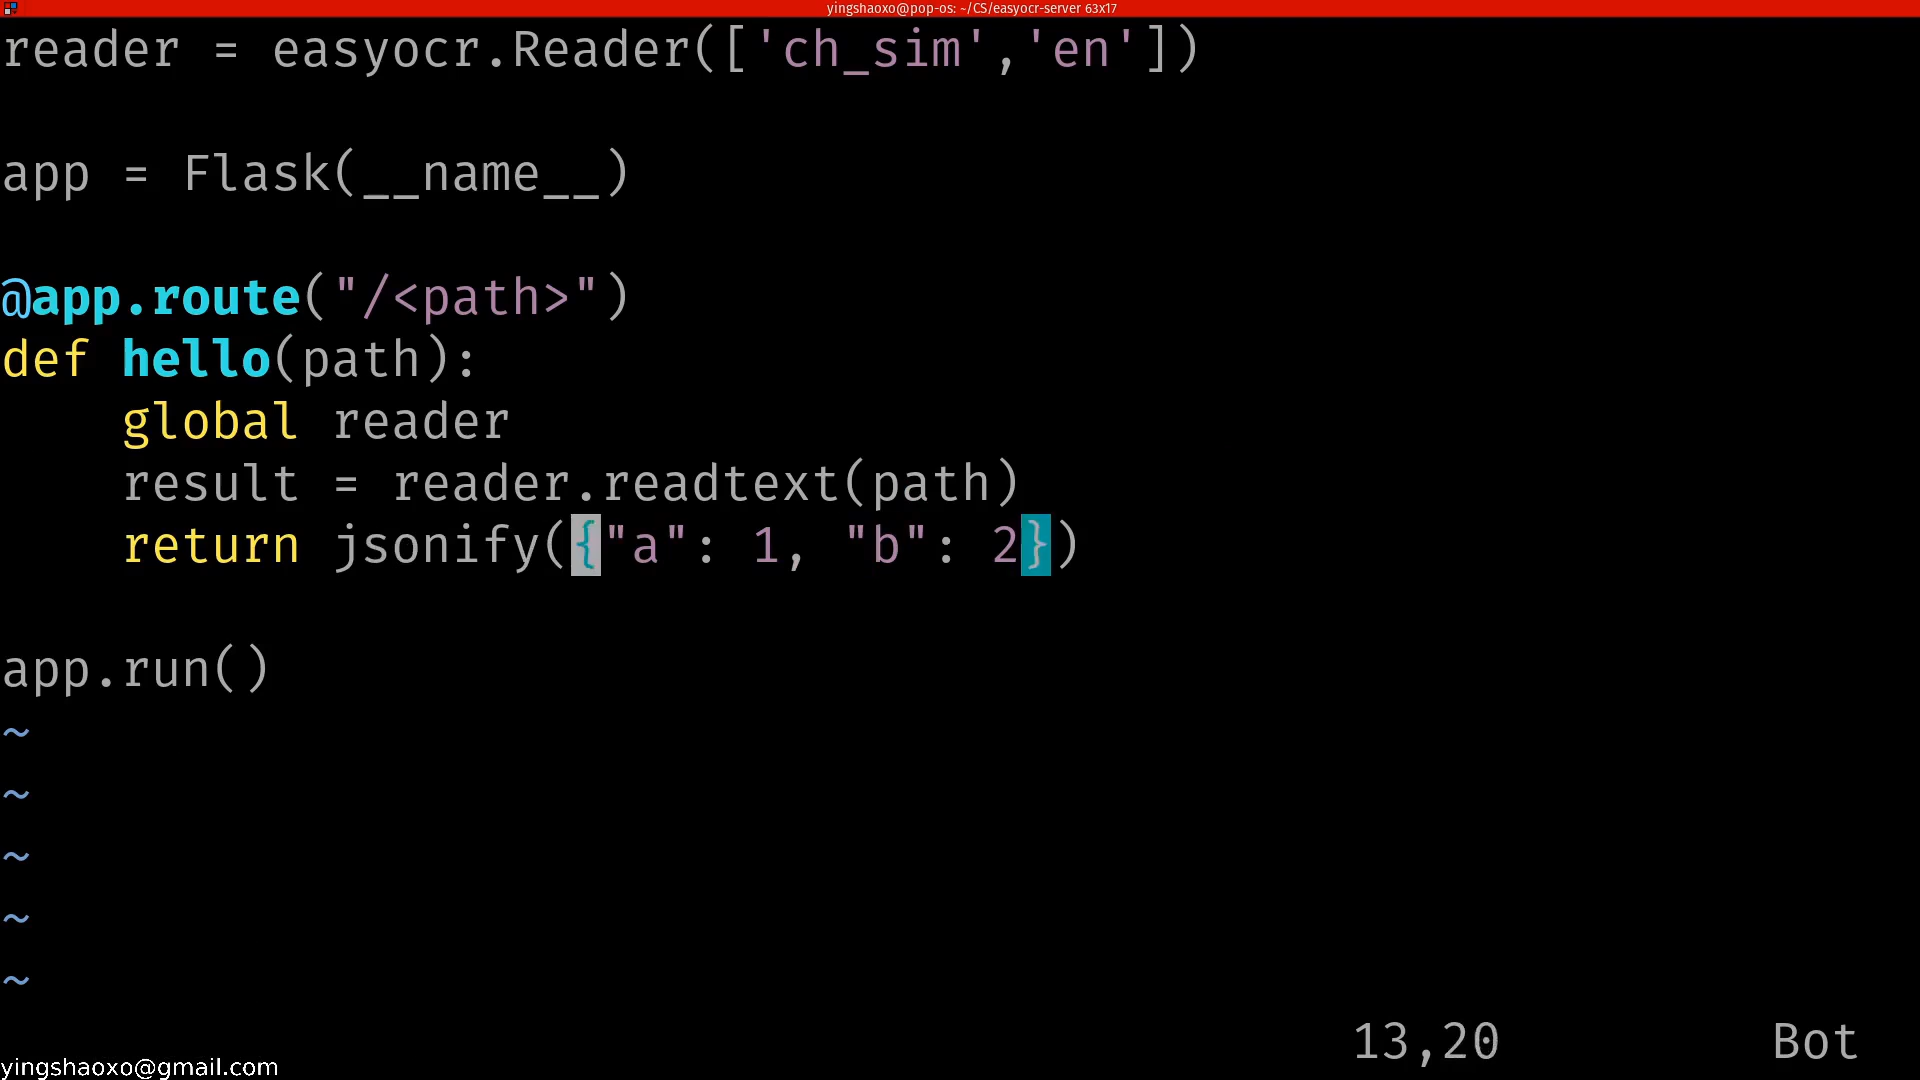 yingshaoxo@pop-os: ~/CS/easyocr-server 63x17
reader = easyocr.Reader(['ch_sim','en'])
app = Flask(__name__)
@app.route("/<path>")
def hello(path):
    global reader
    result = reader.readtext(path)
    return jsonify({"a": 1, "b": 2})
app.run()
~
~
~
~
~
13,20 Bot
yingshaoxo@gmail.com